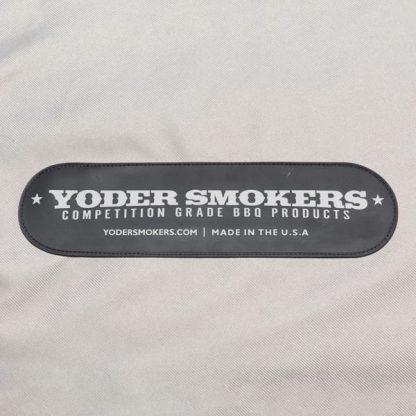 ★ YODER SMOKERS ★
COMPETITION GRADE BBQ PRODUCTS
YODERSMOKERS.COM | MADE IN THE U.S.A